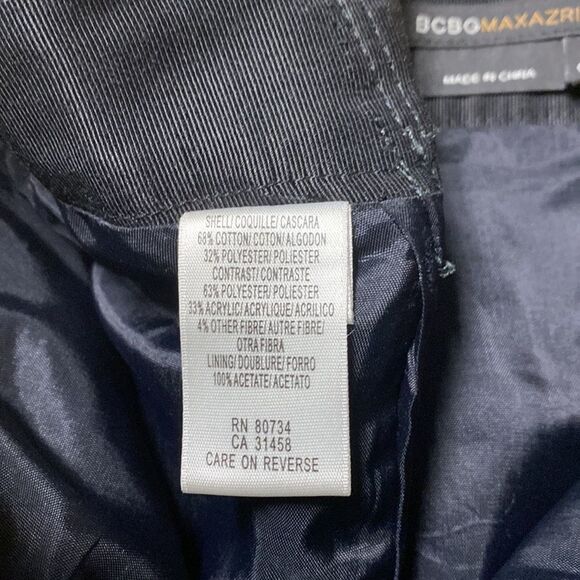 BCBGMAXAZRI
MADE IN CHINA
SHELL/ COQUILLE/ CASCARA
68% COTTON/ COTON/ ALGODON
32% POLYESTER/ POLIESTER
CONTRAST/ CONTRASTE
63% POLYESTER/ POLIESTER
33% ACRYLIC/ ACRYLIQUE/ ACRILICO
4% OTHER FIBRE/ AUTRE FIBRE/
OTRA FIBRA
LINING/ DOUBLURE/ FORRO
100% ACETATE/ ACETATO
RN 80734
CA 31458
CARE ON REVERSE